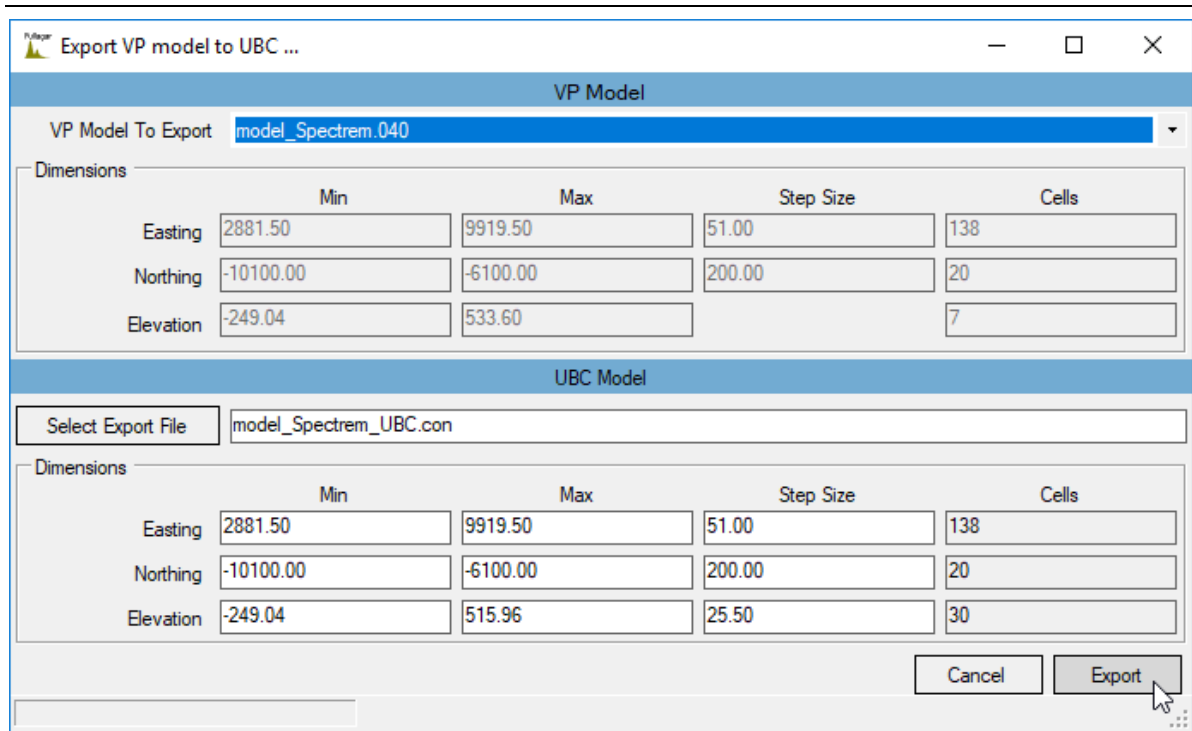 Export VP model to UBC ...
VP Model
VP Model To Export model_Spectrem.040
Dimensions
Min Max Step Size Cells
Easting 2881.50 9919.50 51.00 138
Northing -10100.00 -6100.00 200.00 20
Elevation -249.04 533.60 7
UBC Model
Select Export File model_Spectrem_UBC.con
Dimensions
Min Max Step Size Cells
Easting 2881.50 9919.50 51.00 138
Northing -10100.00 -6100.00 200.00 20
Elevation -249.04 515.96 25.50 30
Cancel Export